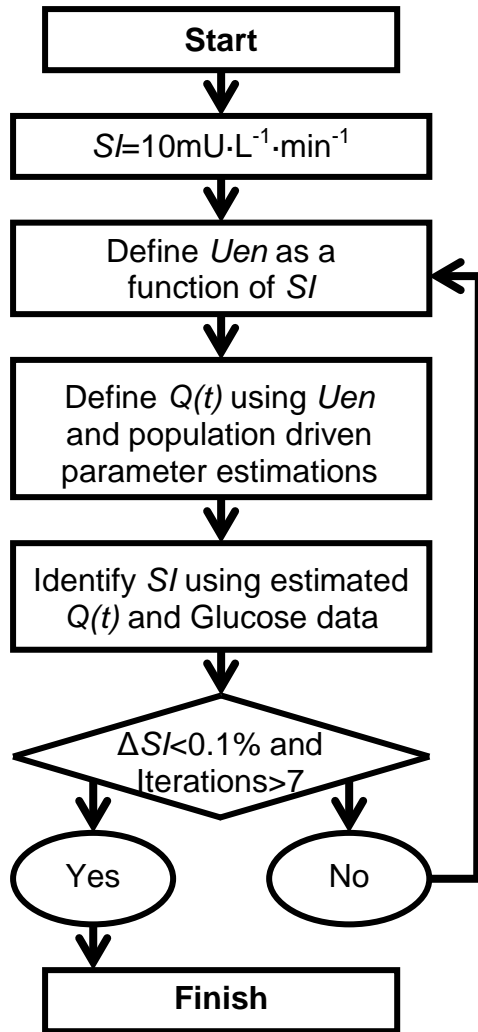 Start
SI=10mU·L⁻¹·min⁻¹
Define Uen as a
function of SI
Define Q(t) using Uen
and population driven
parameter estimations
Identify SI using estimated
Q(t) and Glucose data
ΔSI<0.1% and
Iterations>7
Yes
No
Finish